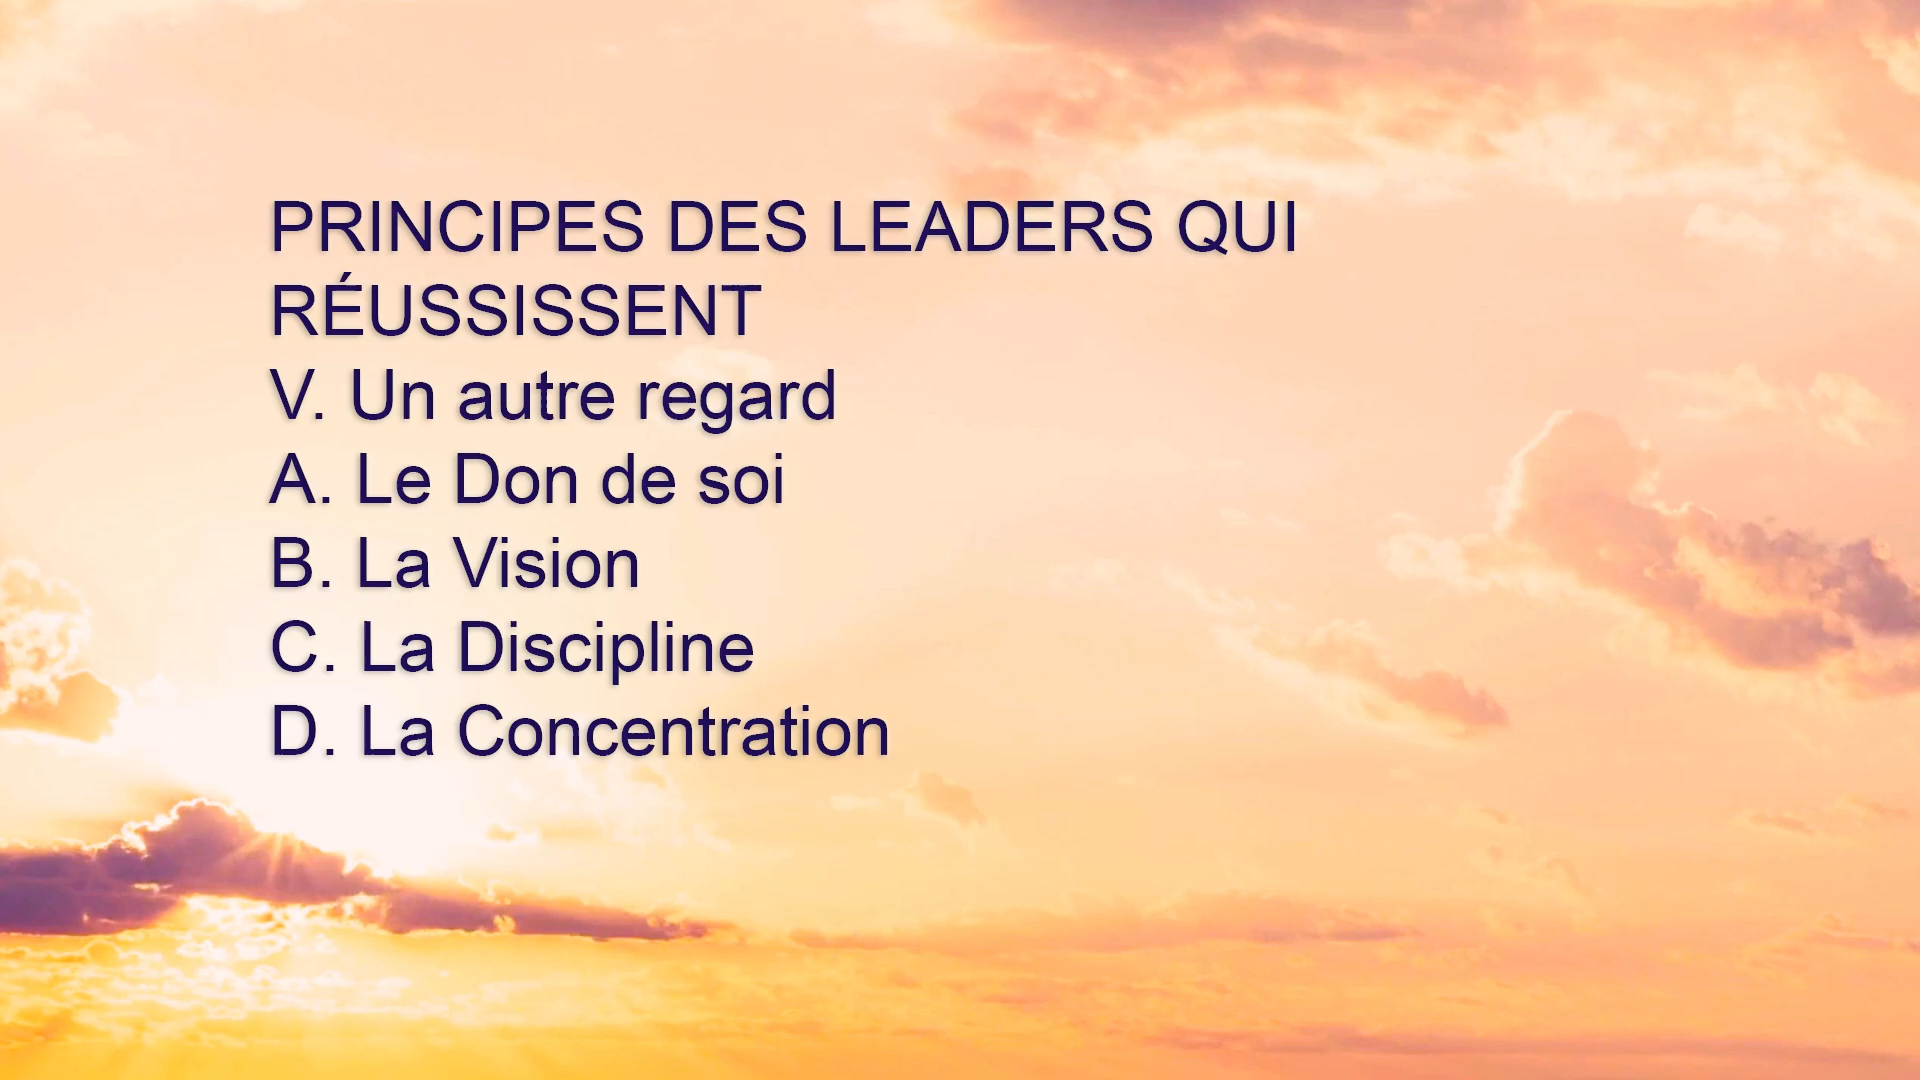 PRINCIPES DES LEADERS QUI
RÉUSSISSENT
V. Un autre regard
A. Le Don de soi
B. La Vision
C. La Discipline
D. La Concentration